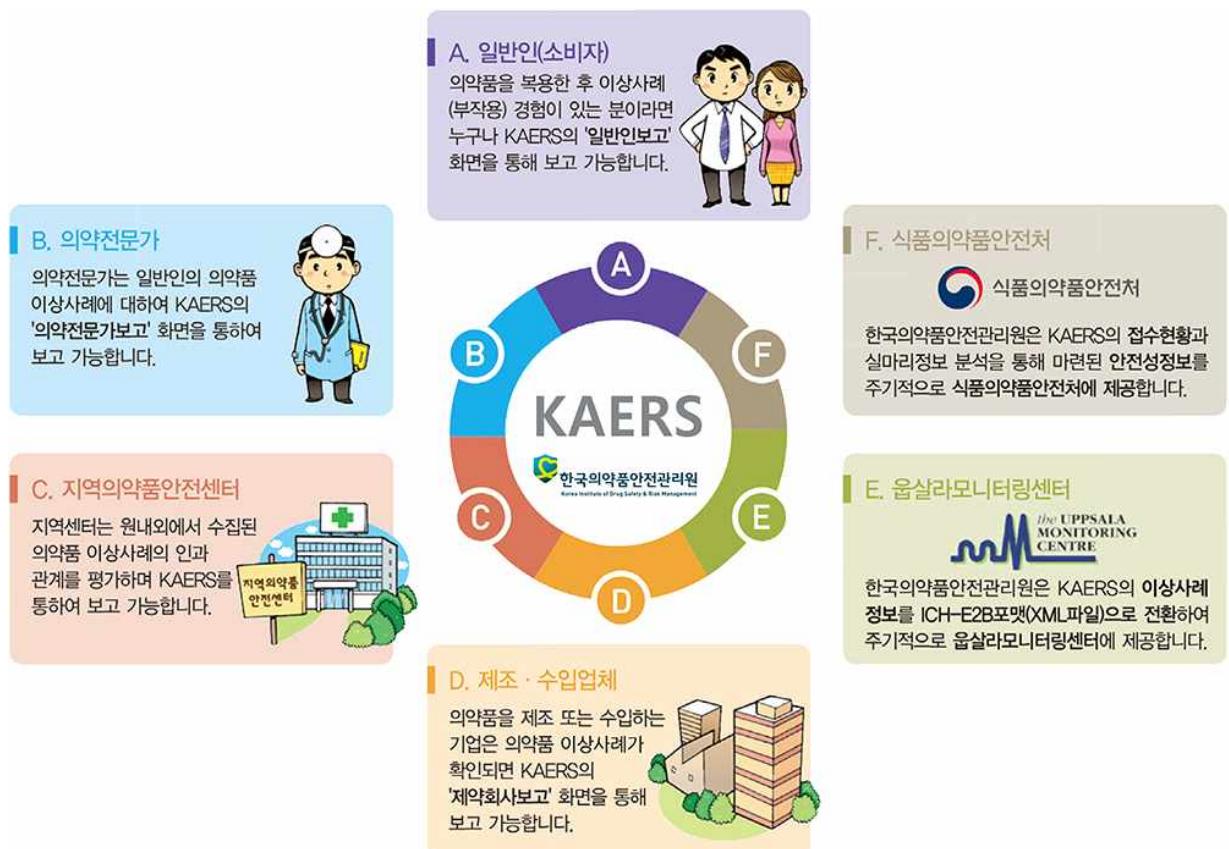 A. 일반인(소비자)
의약품을 복용한 후 이상사례
(부작용) 경험이 있는 분이라면
누구나 KAERS의 '일반인보고'
화면을 통해 보고 가능합니다.
B. 의약전문가
의약전문가는 일반인의 의약품
이상사례에 대하여 KAERS의
'의약전문가보고' 화면을 통하여
보고 가능합니다.
C. 지역의약품안전센터
지역센터는 원내외에서 수집된
의약품 이상사례의 인과
관계를 평가하며 KAERS를
통하여 보고 가능합니다.
지역의약품
안전센터
D. 제조 · 수입업체
의약품을 제조 또는 수입하는
기업은 의약품 이상사례가
확인되면 KAERS의
'제약회사보고' 화면을 통해
보고 가능합니다.
E. 웁살라모니터링센터
the UPPSALA
MONITORING
CENTRE
한국의약품안전관리원은 KAERS의 이상사례
정보를 ICH-E2B포맷(XML파일)으로 전환하여
주기적으로 웁살라모니터링센터에 제공합니다.
F. 식품의약품안전처
식품의약품안전처
한국의약품안전관리원은 KAERS의 접수현황과
실마리정보 분석을 통해 마련된 안전성정보를
주기적으로 식품의약품안전처에 제공합니다.
A
B
C
D
E
F
KAERS
한국의약품안전관리원
Korea Institute of Drug Safety & Risk Management